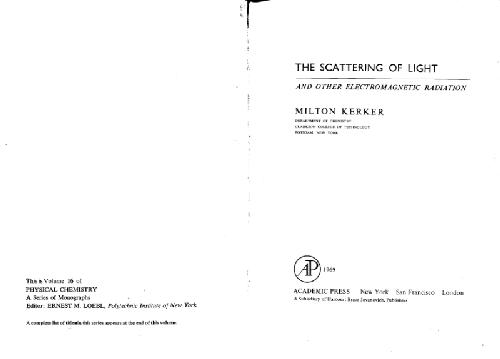 This is Volume 16 of
PHYSICAL CHEMISTRY
A Series of Monographs
Editor: ERNEST M. LOEBL, Polytechnic Institute of New York
A complete list of titles in this series appears at the end of this volume.
THE SCATTERING OF LIGHT
AND OTHER ELECTROMAGNETIC RADIATION
MILTON KERKER
DEPARTMENT OF CHEMISTRY
CLARKSON COLLEGE OF TECHNOLOGY
POTSDAM, NEW YORK
AP 1969
ACADEMIC PRESS New York San Francisco London
A Subsidiary of Harcourt Brace Jovanovich, Publishers